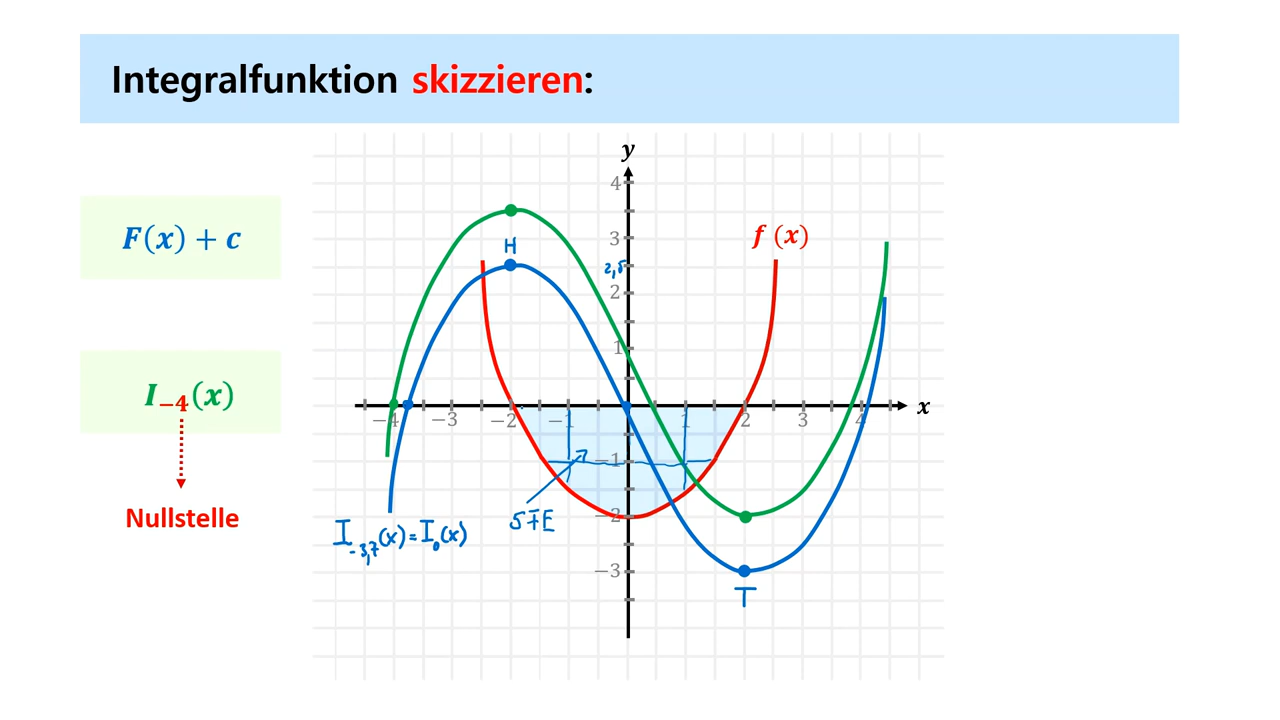 Integralfunktion skizzieren:
y
4
F(x) + c
3
f (x)
H
2,5
2
1
I₋₄(x)
−4 −3 −2 −1 1 2 3 4 x
−1
Nullstelle
−2
5 FE
I₋₃,₇(x) = I₀(x)
−3
T